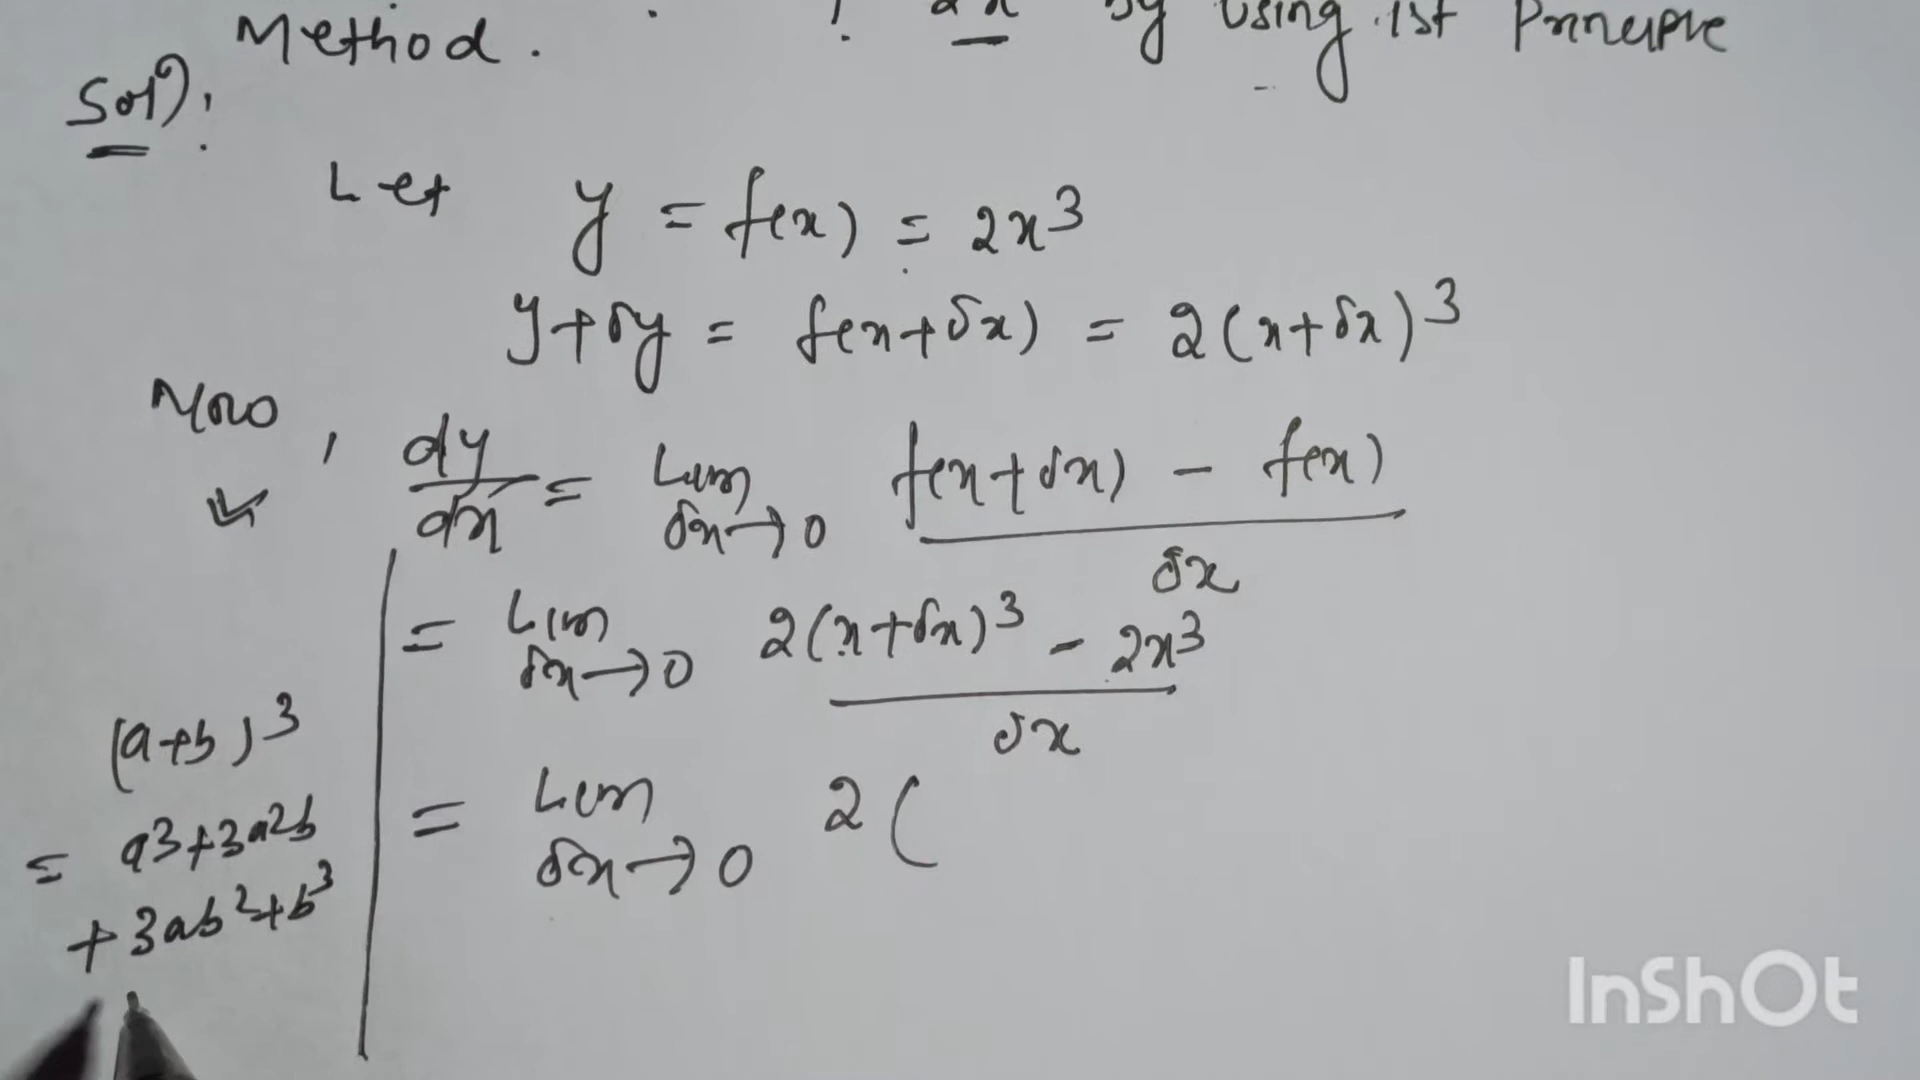 by using 1st Principle
Method.
Solⁿ:
Let y = f(x) = 2x³
y+δy = f(x+δx) = 2(x+δx)³
Now, dy/dx = Lim δx→0 f(x+δx) - f(x) / δx
= Lim δx→0 2(x+δx)³ - 2x³ / δx
= Lim δx→0 2(
(a+b)³
= a³+3a²b
+3ab²+b³
InShOt